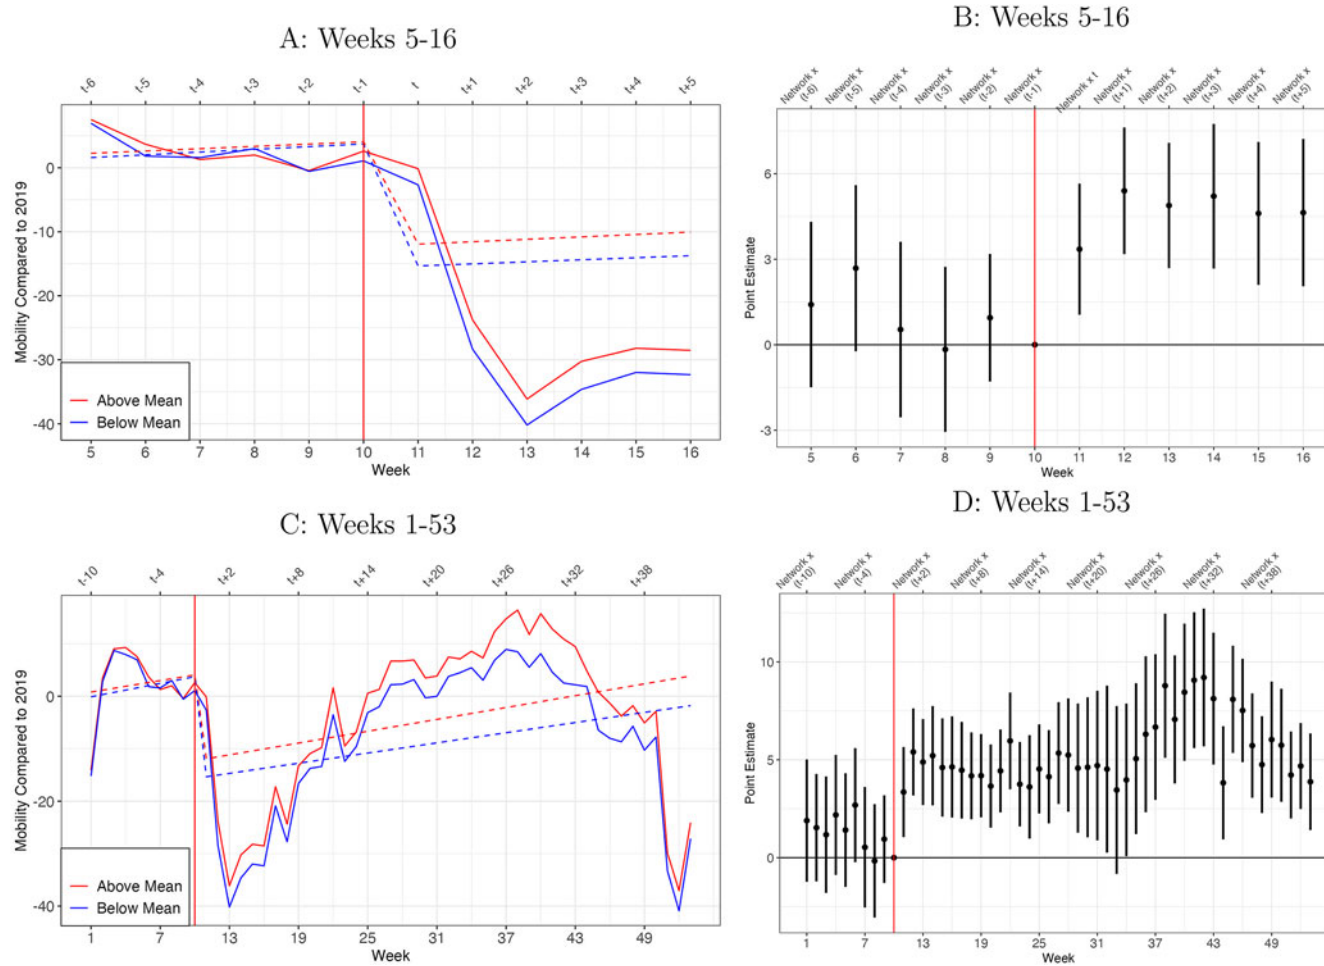 A: Weeks 5-16
t-6 t-5 t-4 t-3 t-2 t-1 t t+1 t+2 t+3 t+4 t+5
Mobility Compared to 2019
0
-10
-20
-30
-40
Above Mean
Below Mean
5 6 7 8 9 10 11 12 13 14 15 16
Week
B: Weeks 5-16
Network x (t-6)
Network x (t-5)
Network x (t-4)
Network x (t-3)
Network x (t-2)
Network x (t-1)
Network x t
Network x (t+1)
Network x (t+2)
Network x (t+3)
Network x (t+4)
Network x (t+5)
Point Estimate
6
3
0
-3
5 6 7 8 9 10 11 12 13 14 15 16
Week
C: Weeks 1-53
t-10 t-4 t+2 t+8 t+14 t+20 t+26 t+32 t+38
Mobility Compared to 2019
0
-20
-40
Above Mean
Below Mean
1 7 13 19 25 31 37 43 49
Week
D: Weeks 1-53
Network x (t-10)
Network x (t-4)
Network x (t+2)
Network x (t+8)
Network x (t+14)
Network x (t+20)
Network x (t+26)
Network x (t+32)
Network x (t+38)
Point Estimate
10
5
0
1 7 13 19 25 31 37 43 49
Week